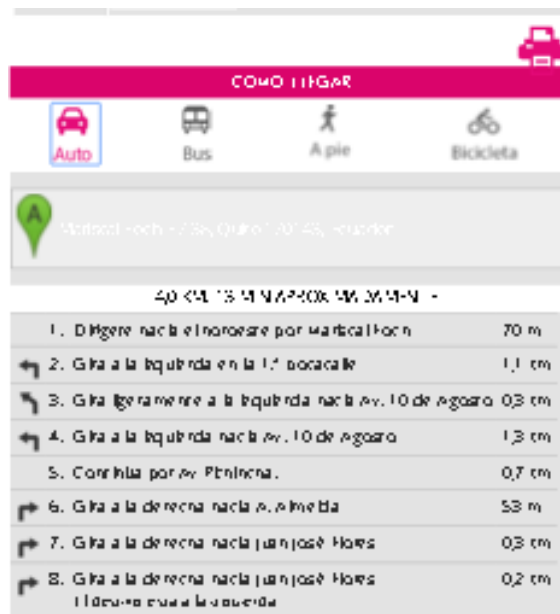 COMO LLEGAR
Auto
Bus
A pie
Bicicleta
A
Mariscal Foch Quito Ecuador
1. Dirígete hacia el noroeste por Mariscal Foch 70 m
2. Gira a la izquierda en la 1.ª bocacalle 1,1 km
3. Gira ligeramente a la izquierda hacia Av. 10 de Agosto 0,3 km
4. Gira a la izquierda hacia Av. 10 de Agosto 1,3 km
5. Continúa por Av. Pichincha. 0,7 km
6. Gira a la derecha hacia A. Almeida 53 m
7. Gira a la derecha hacia Juan José Flores 0,3 km
8. Gira a la derecha hacia Juan José Flores 0,2 km